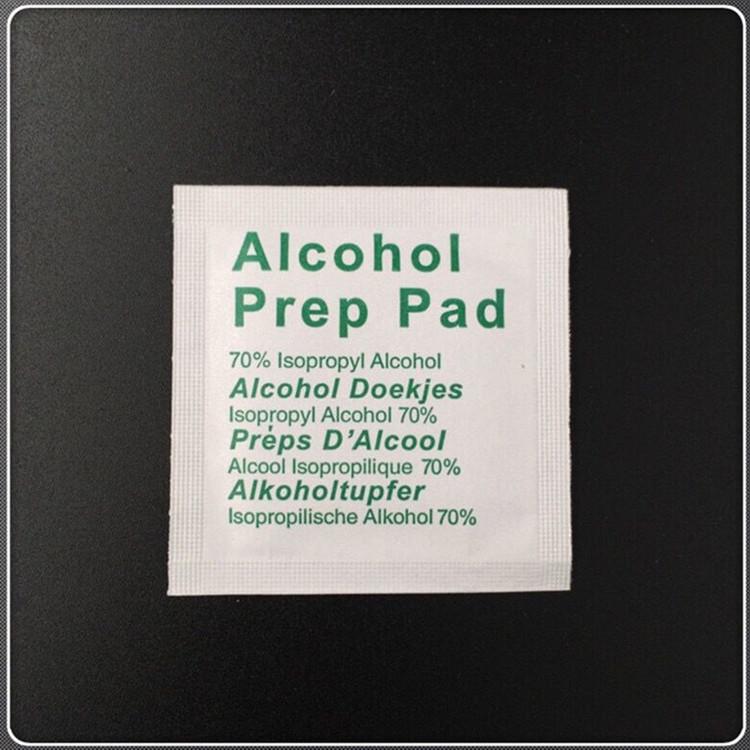 Alcohol
Prep Pad
70% Isopropyl Alcohol
Alcohol Doekjes
Isopropyl Alcohol 70%
Préps D’Alcool
Alcool Isopropilique 70%
Alkoholtupfer
Isopropilische Alkohol 70%